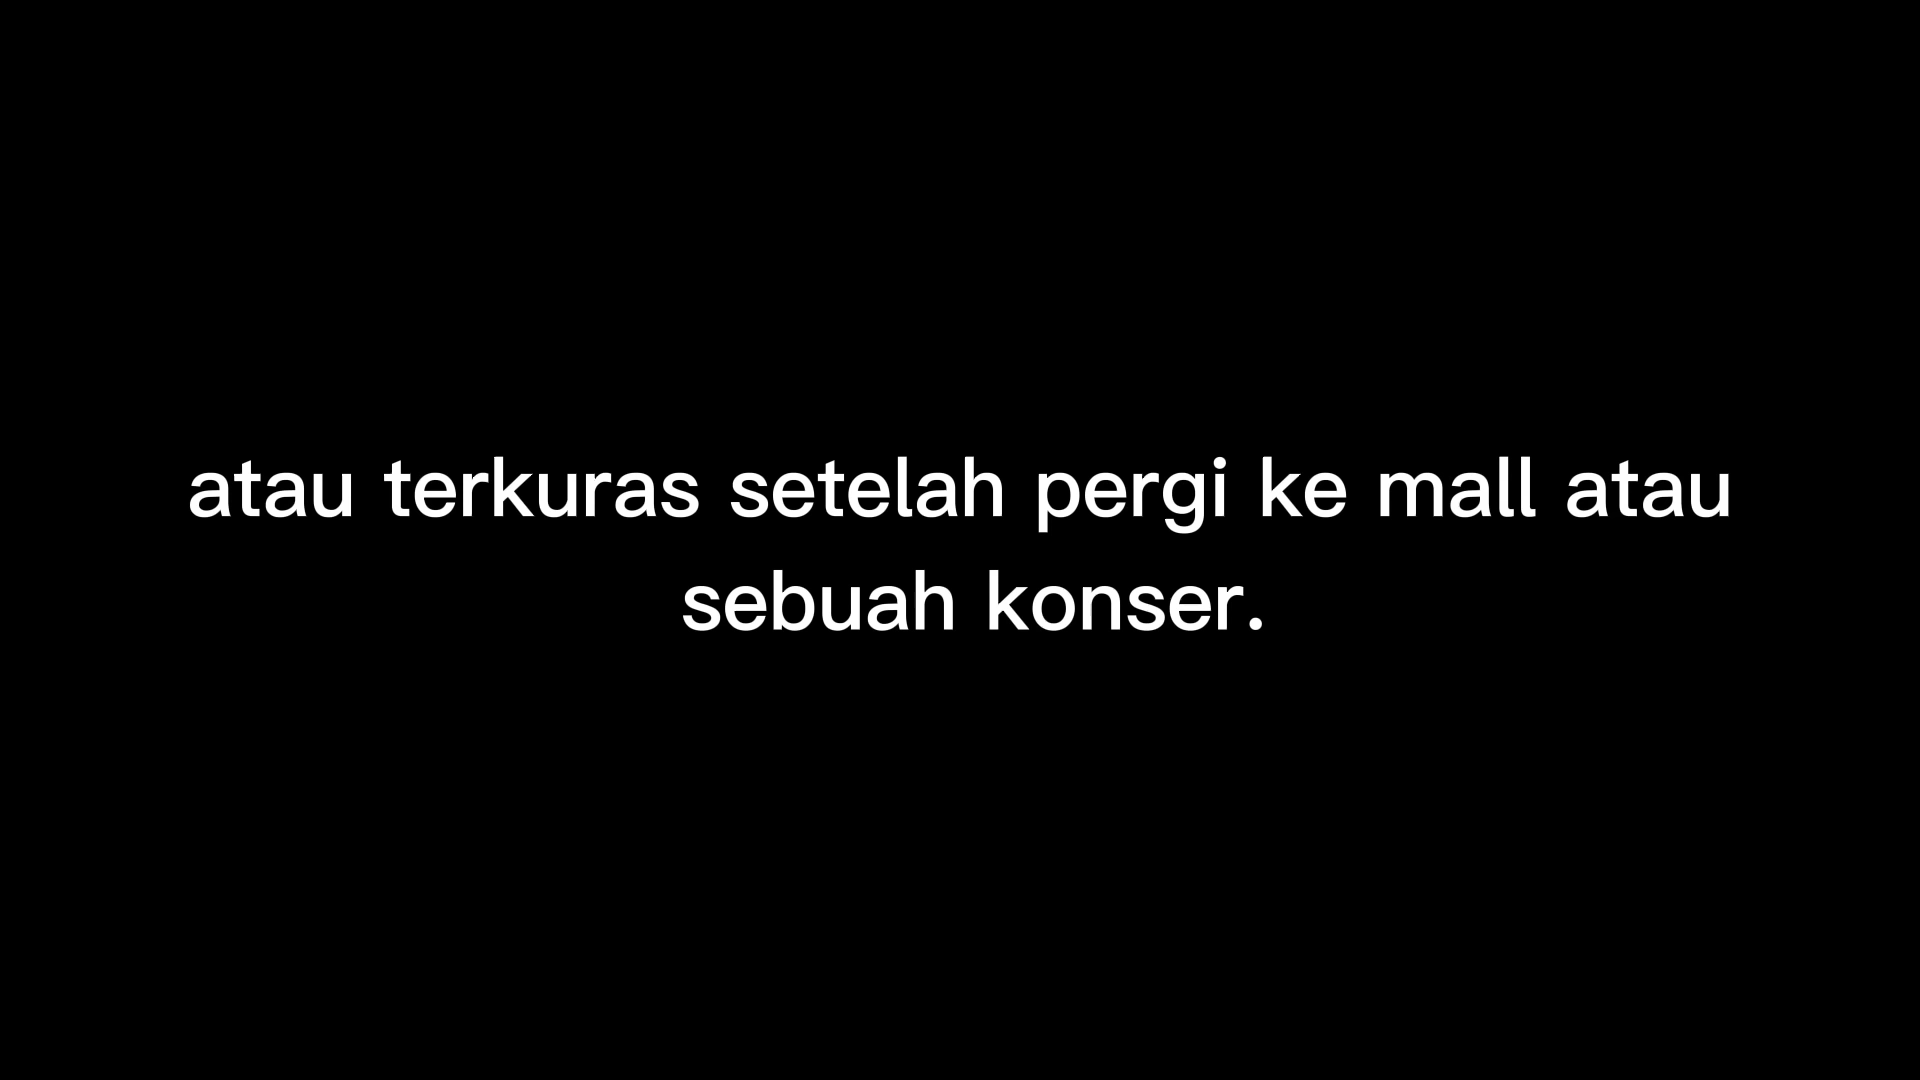 atau terkuras setelah pergi ke mall atau
sebuah konser.